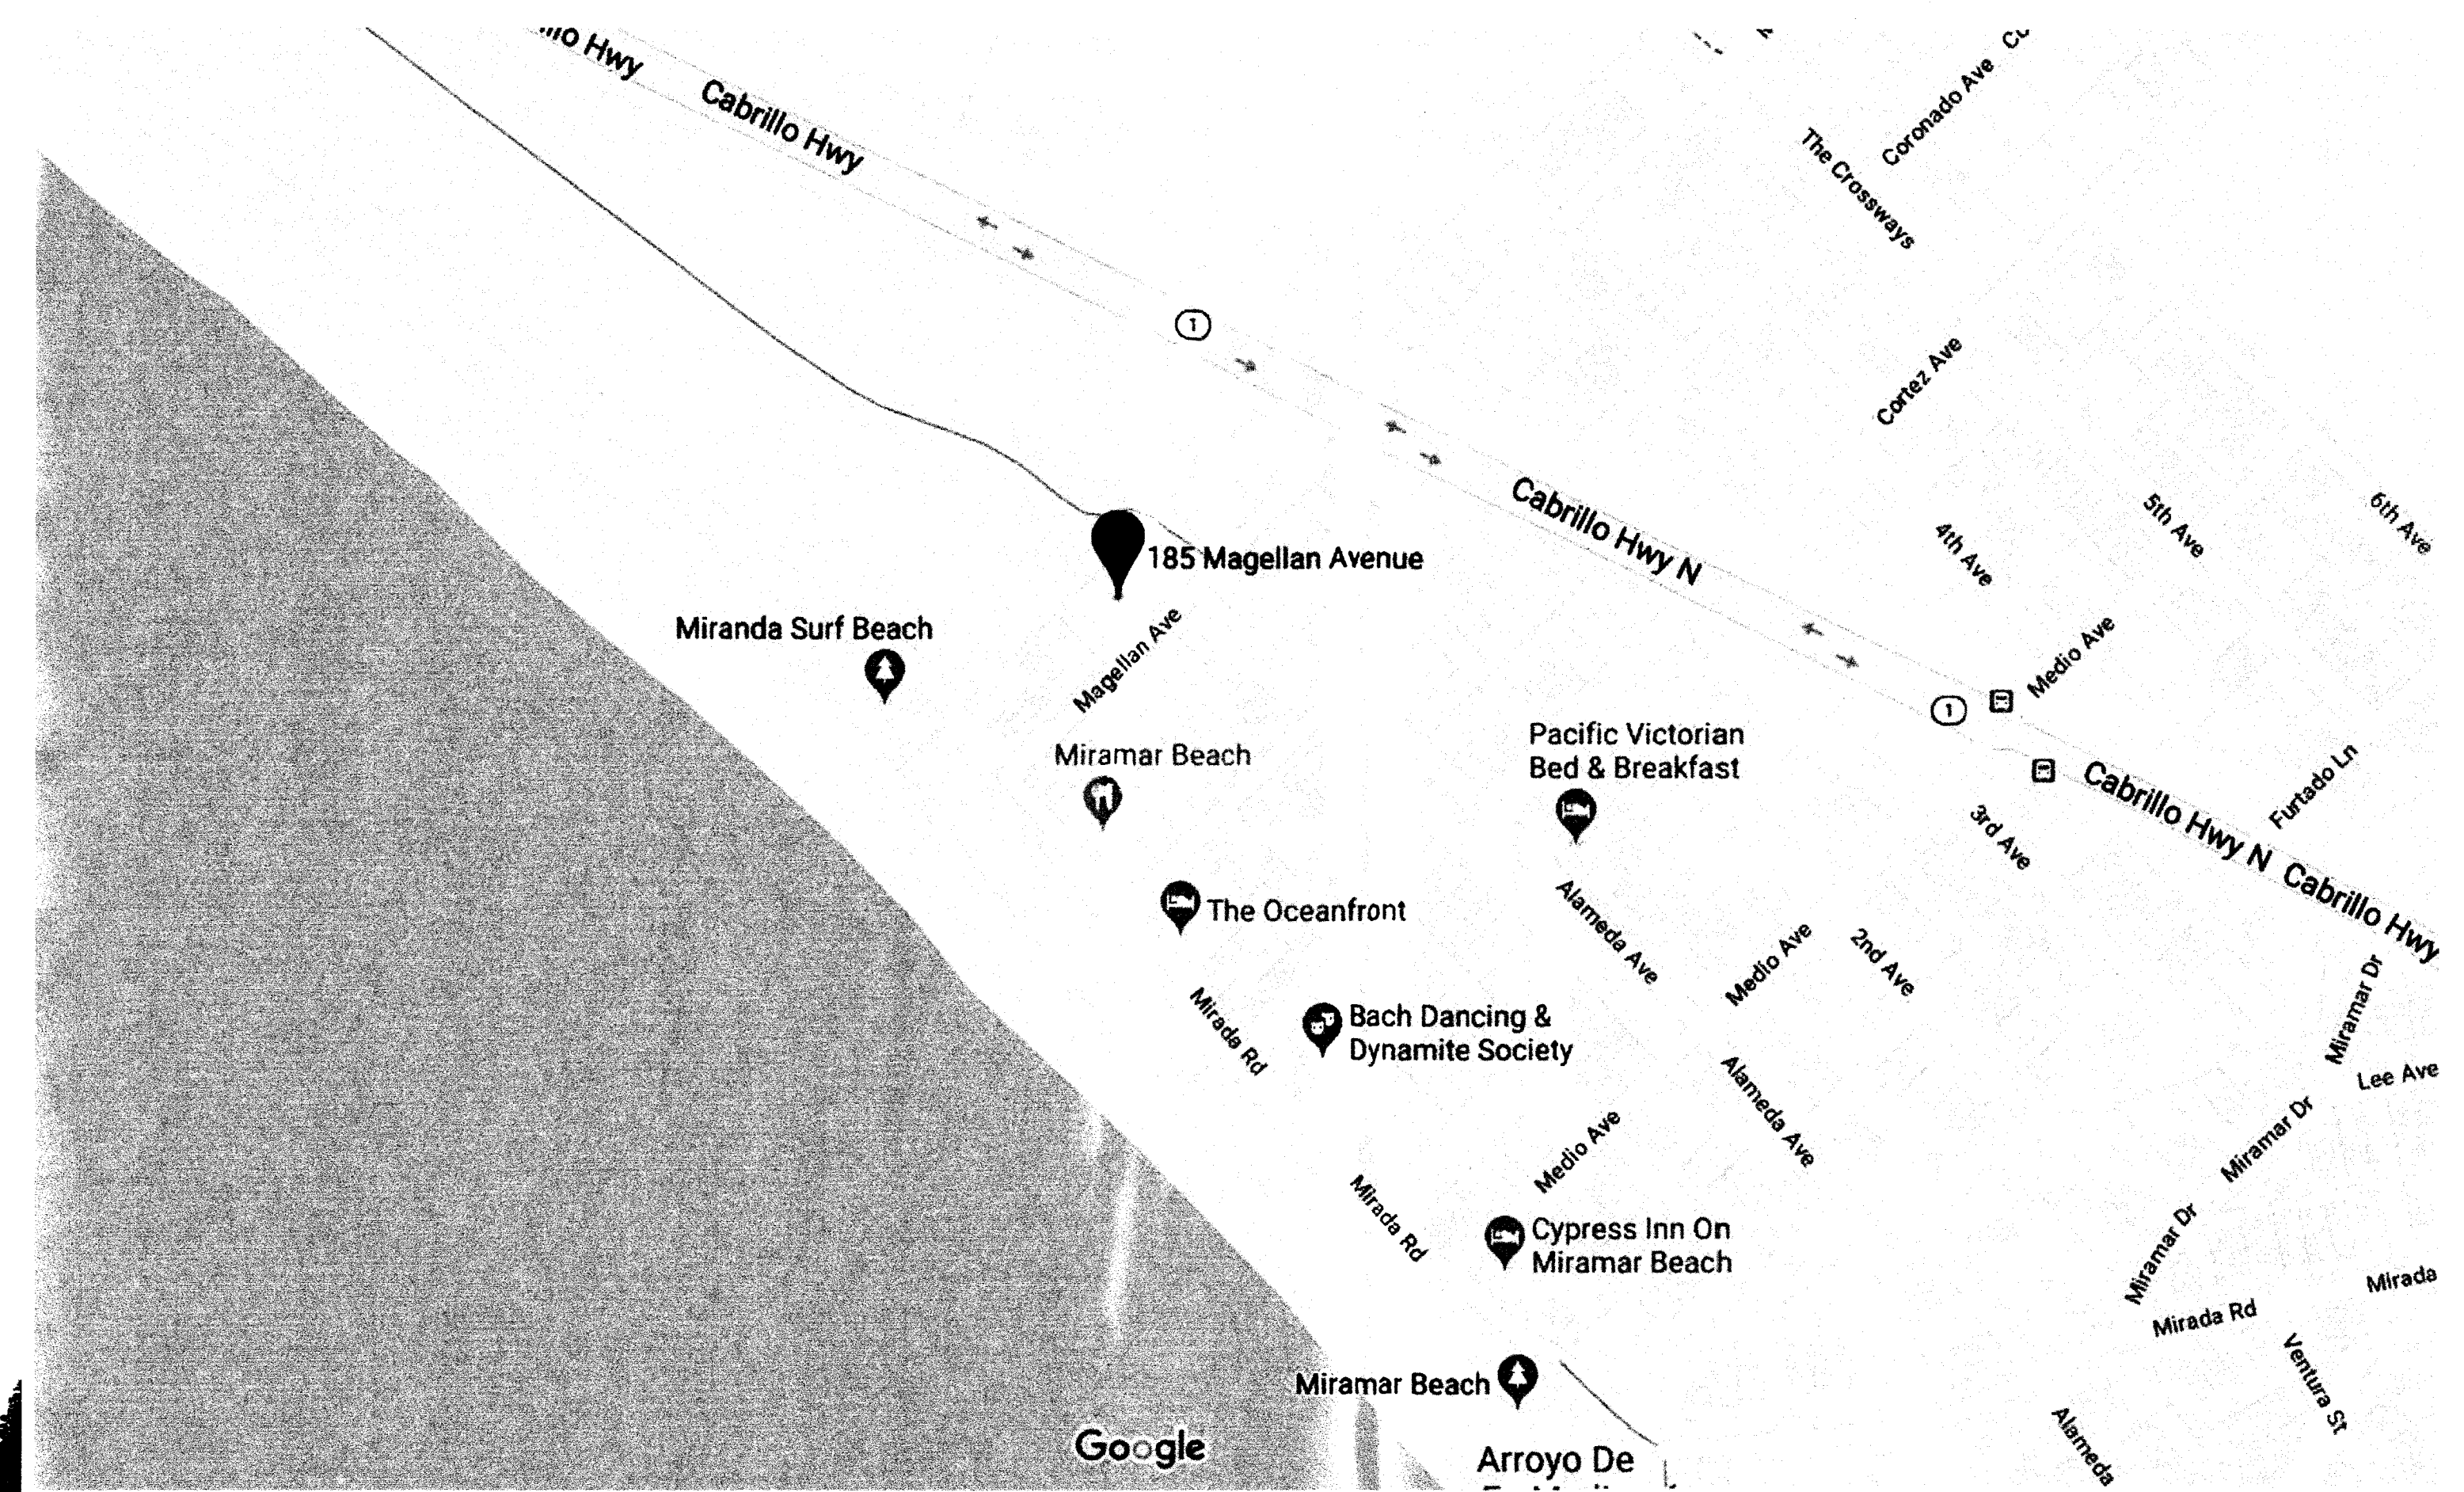 Cabrillo Hwy
Coronado Ave
The Crossways
1
Cortez Ave
Cabrillo Hwy N
4th Ave
5th Ave
6th Ave
185 Magellan Avenue
Miranda Surf Beach
Magellan Ave
Medio Ave
1
Miramar Beach
Pacific Victorian
Bed & Breakfast
Cabrillo Hwy N
Cabrillo Hwy
Furtado Ln
3rd Ave
The Oceanfront
Alameda Ave
Medio Ave
2nd Ave
Miramar Dr
Mirada Rd
Bach Dancing &
Dynamite Society
Lee Ave
Alameda Ave
Miramar Dr
Medio Ave
Mirada Rd
Cypress Inn On
Miramar Beach
Miramar Dr
Mirada Rd
Mirada
Ventura St
Miramar Beach
Alameda
Google
Arroyo De